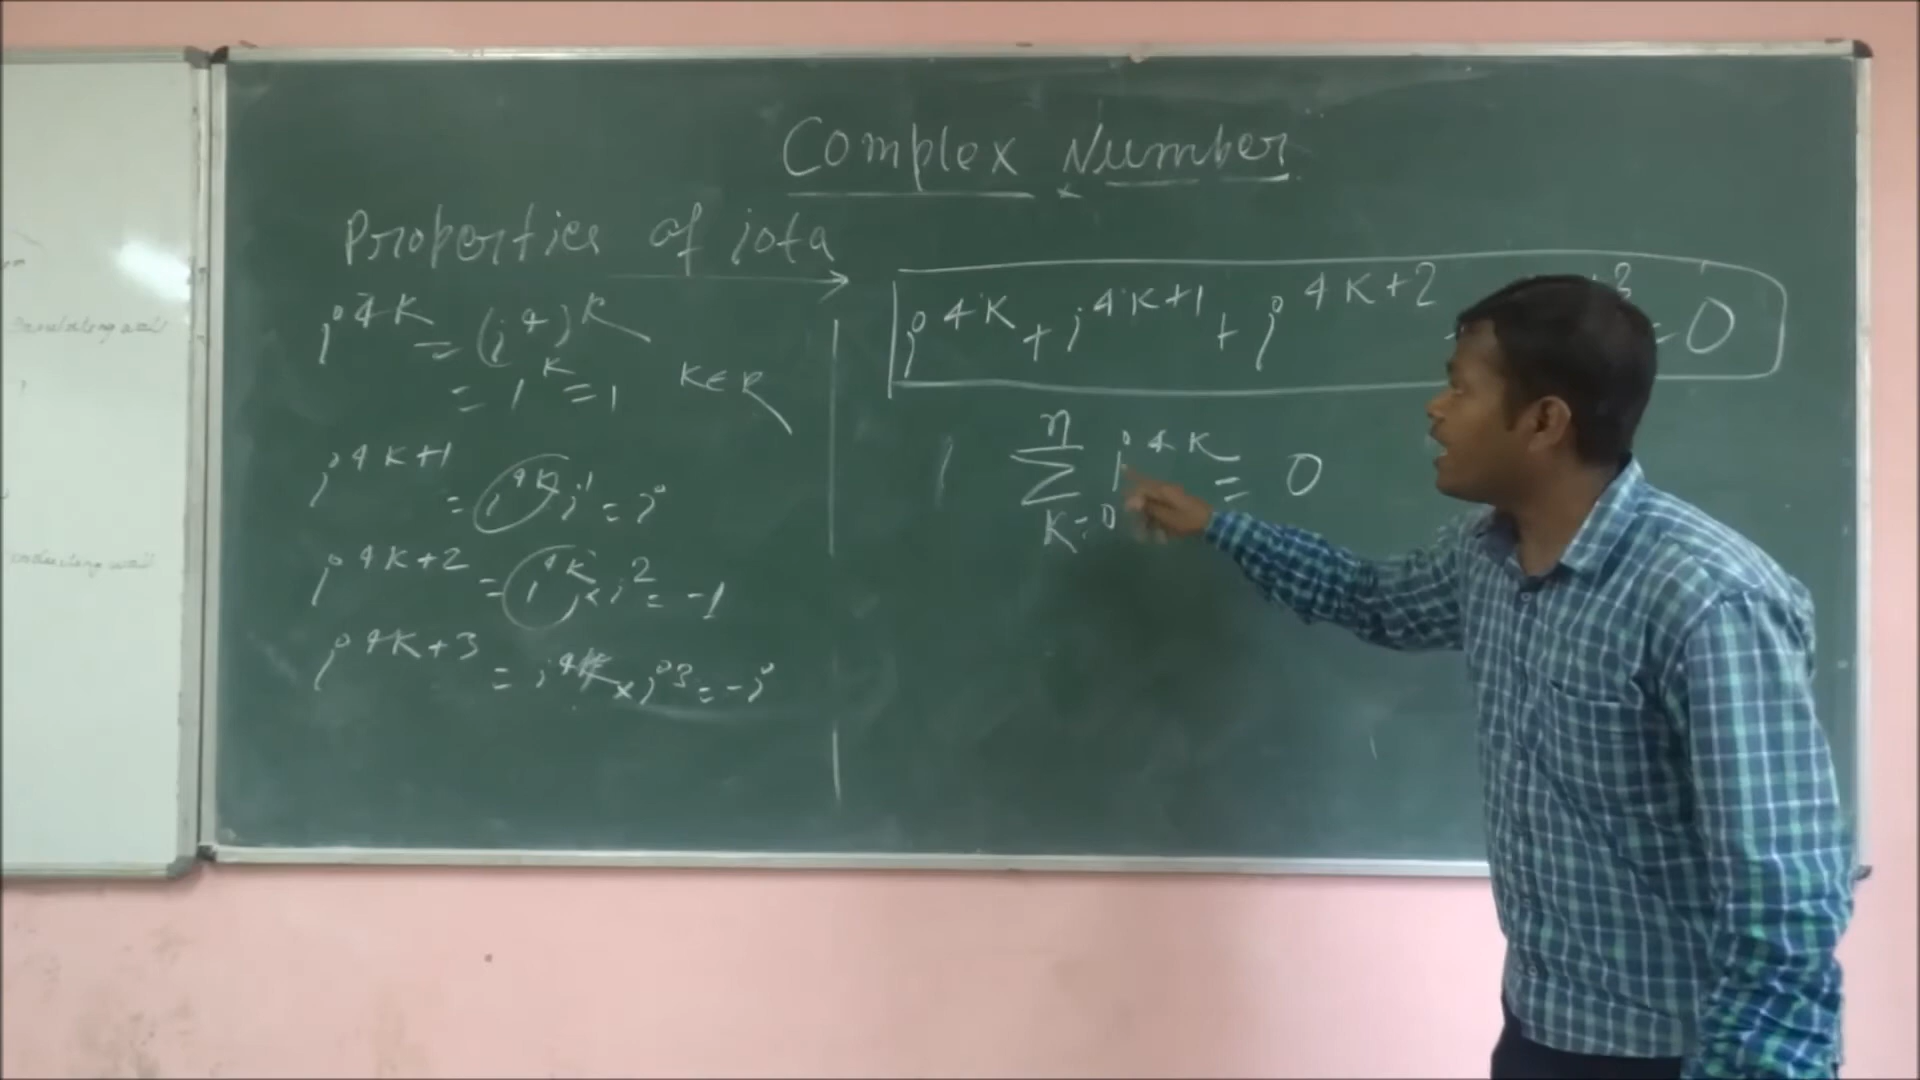 Complex Number
Properties of iota
i^4K = (i^4)^K
= 1^K = 1 K∈R
i^4K+1 = i^4K i^1 = i
i^4K+2 = i^4K × i^2 = -1
i^4K+3 = i^4K × i^3 = -i
i^4K + i^4K+1 + i^4K+2 +3 = 0
n
∑ i^4K = 0
K=0